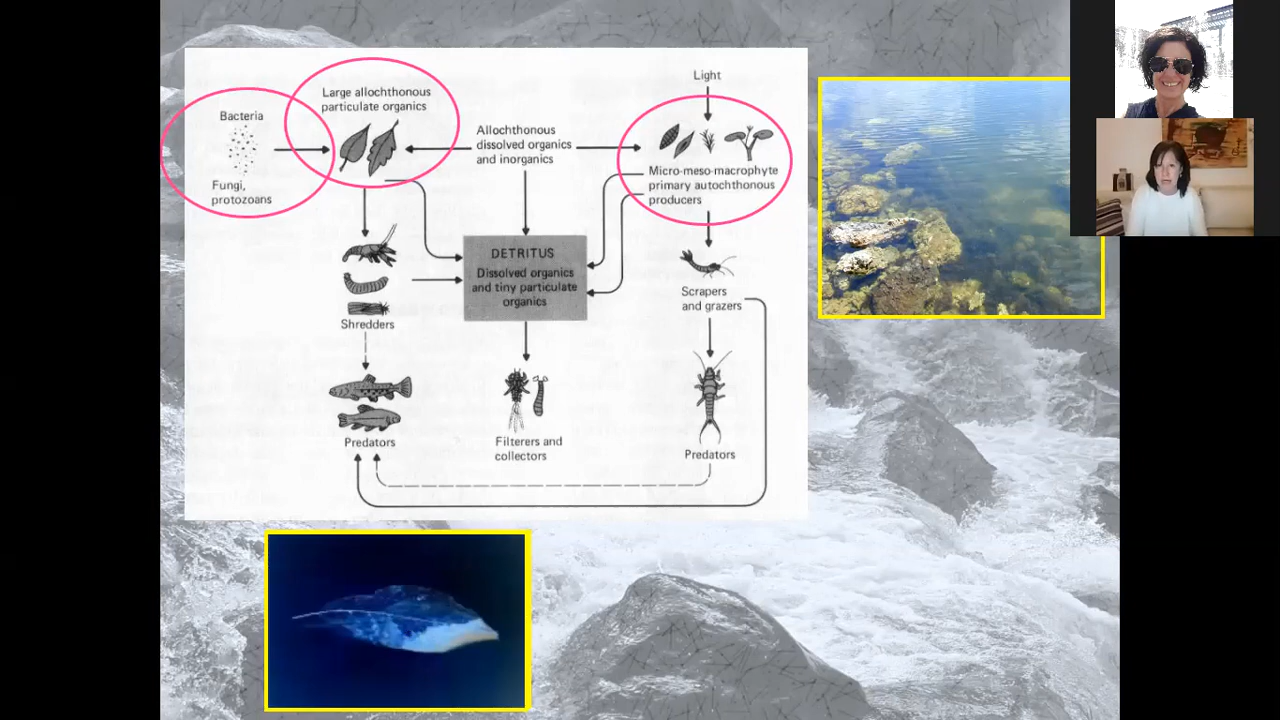 Light
Large allochthonous
particulate organics
Bacteria
Fungi,
protozoans
Allochthonous
dissolved organics
and inorganics
Micro-meso-macrophyte
primary autochthonous
producers
DETRITUS
Dissolved organics
and tiny particulate
organics
Shredders
Scrapers
and grazers
Predators
Filterers and
collectors
Predators